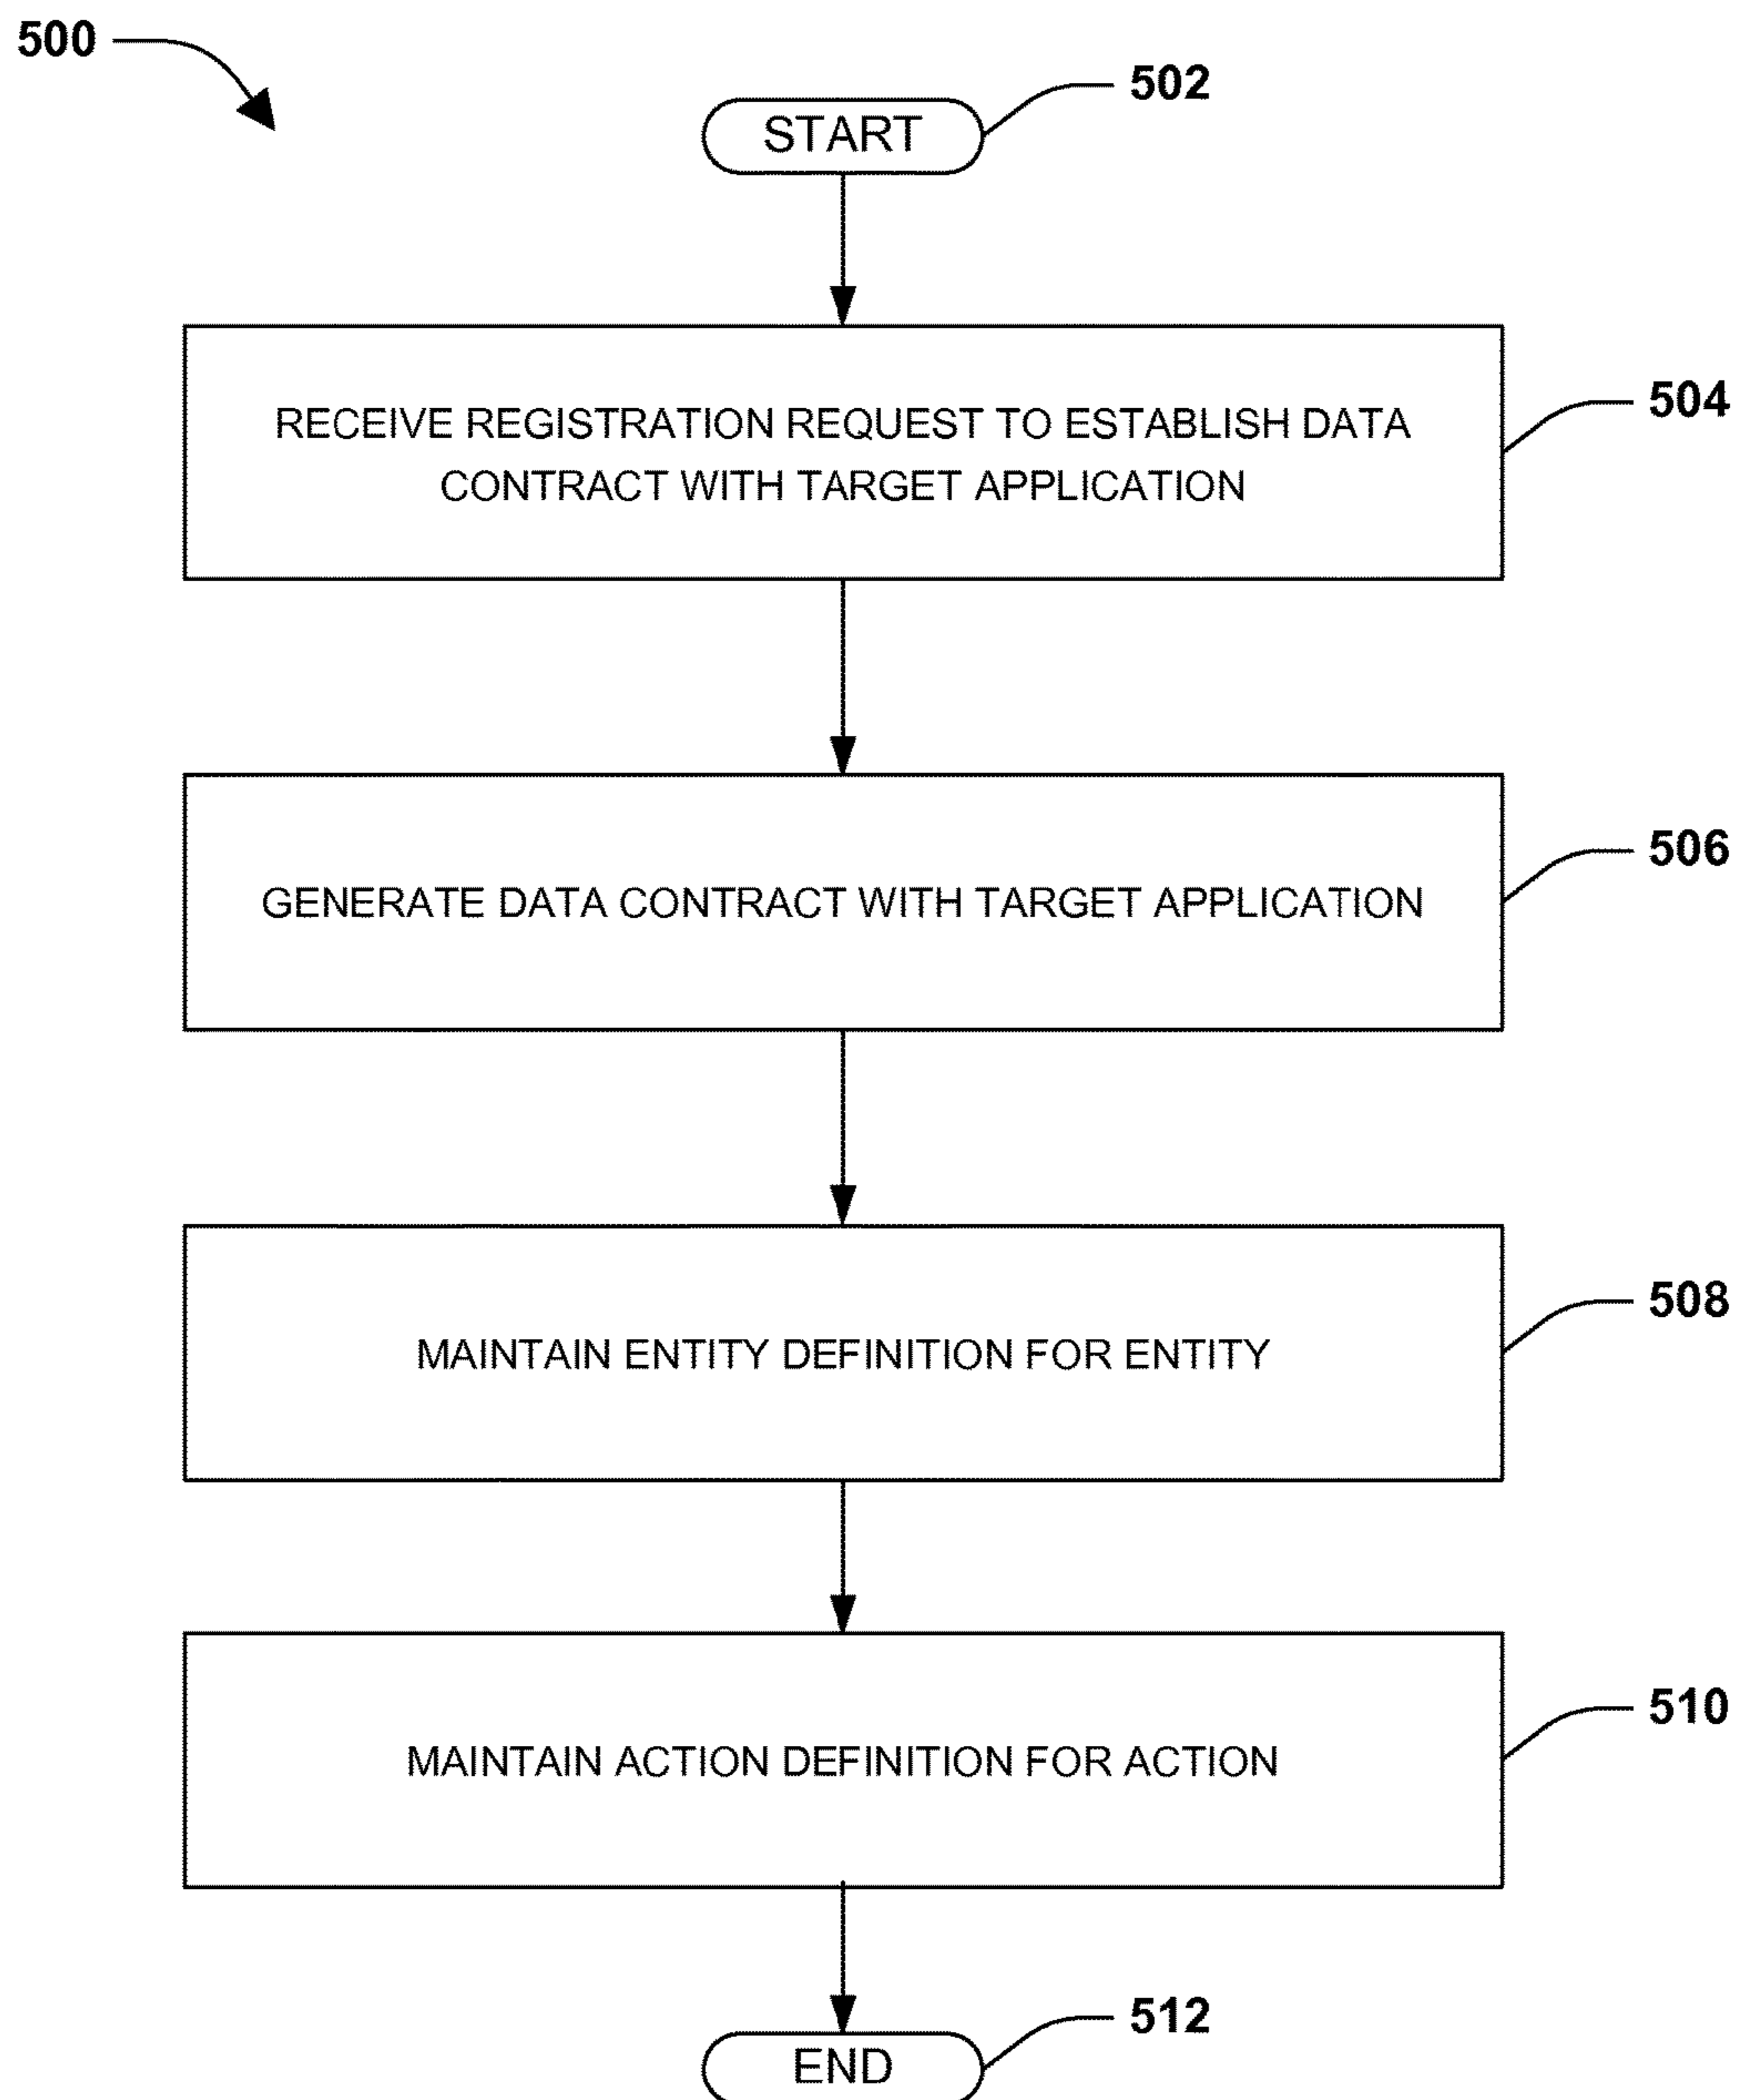 500
502
START
RECEIVE REGISTRATION REQUEST TO ESTABLISH DATA
CONTRACT WITH TARGET APPLICATION
504
GENERATE DATA CONTRACT WITH TARGET APPLICATION
506
MAINTAIN ENTITY DEFINITION FOR ENTITY
508
MAINTAIN ACTION DEFINITION FOR ACTION
510
512
END